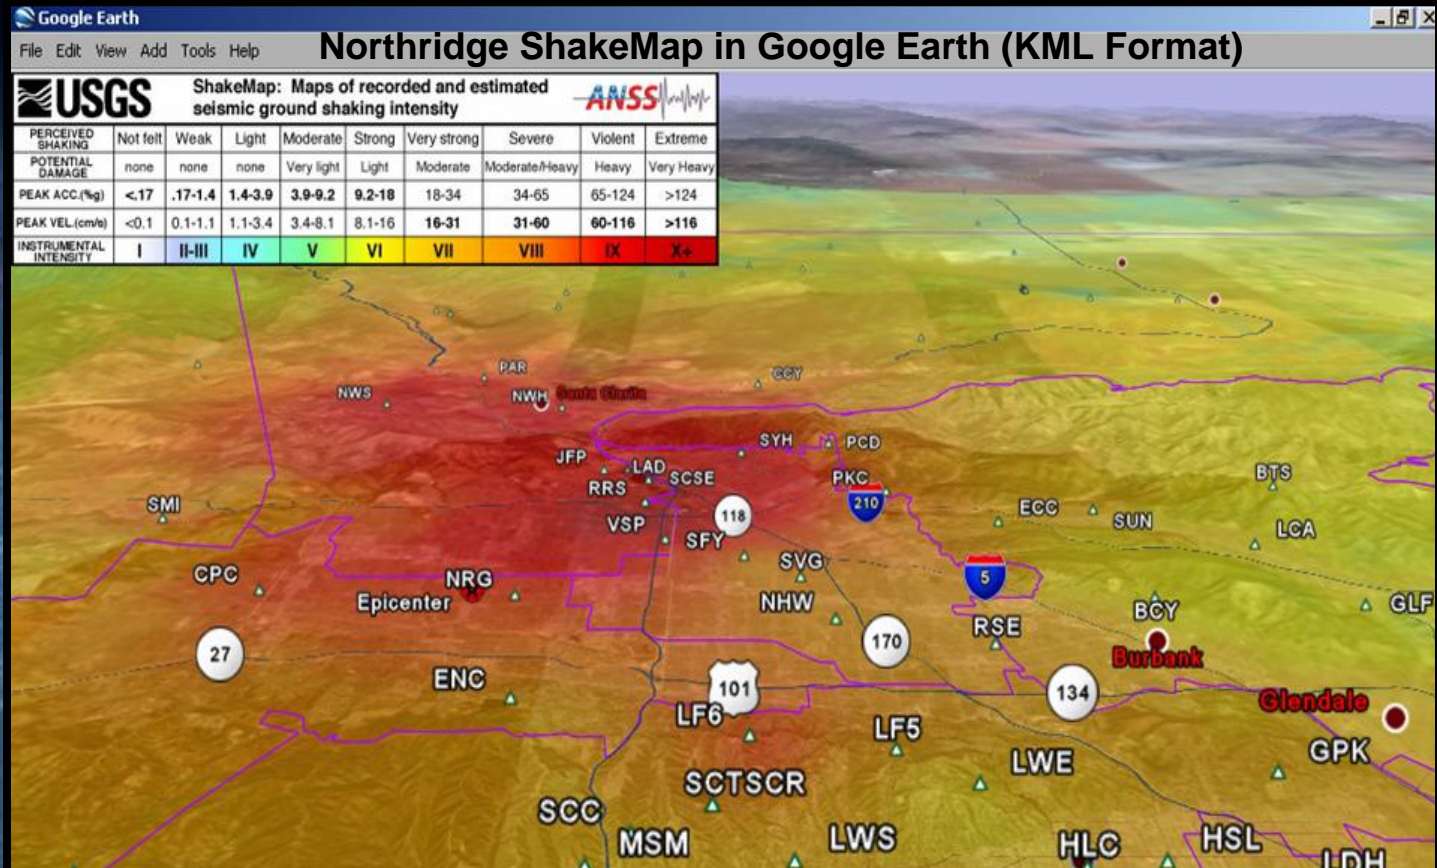 Google Earth
File Edit View Add Tools Help
Northridge ShakeMap in Google Earth (KML Format)
USGS
ShakeMap: Maps of recorded and estimated
seismic ground shaking intensity
ANSS
PERCEIVED SHAKING Not felt Weak Light Moderate Strong Very strong Severe Violent Extreme
POTENTIAL DAMAGE none none none Very light Light Moderate Moderate/Heavy Heavy Very Heavy
PEAK ACC.(%g) <.17 .17-1.4 1.4-3.9 3.9-9.2 9.2-18 18-34 34-65 65-124 >124
PEAK VEL.(cm/s) <0.1 0.1-1.1 1.1-3.4 3.4-8.1 8.1-16 16-31 31-60 60-116 >116
INSTRUMENTAL INTENSITY I II-III IV V VI VII VIII IX X+
PAR
CCY
NWS
NWH Santa Clarita
SYH PCD
JFP
LAD
SCSE
PKC
BTS
RRS
210
SMI
118
ECC
SUN
VSP
SFY
LCA
SVG
CPC
NRG
5
Epicenter
NHW
BCY
GLF
RSE
27
170
Burbank
ENC
101
134
Glendale
LF6
LF5
GPK
LWE
SCTSCR
SCC
MSM
LWS
HLC
HSL
LDH